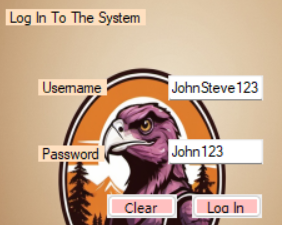 Log In To The System
Username JohnSteve123
Password John123
Clear Log In